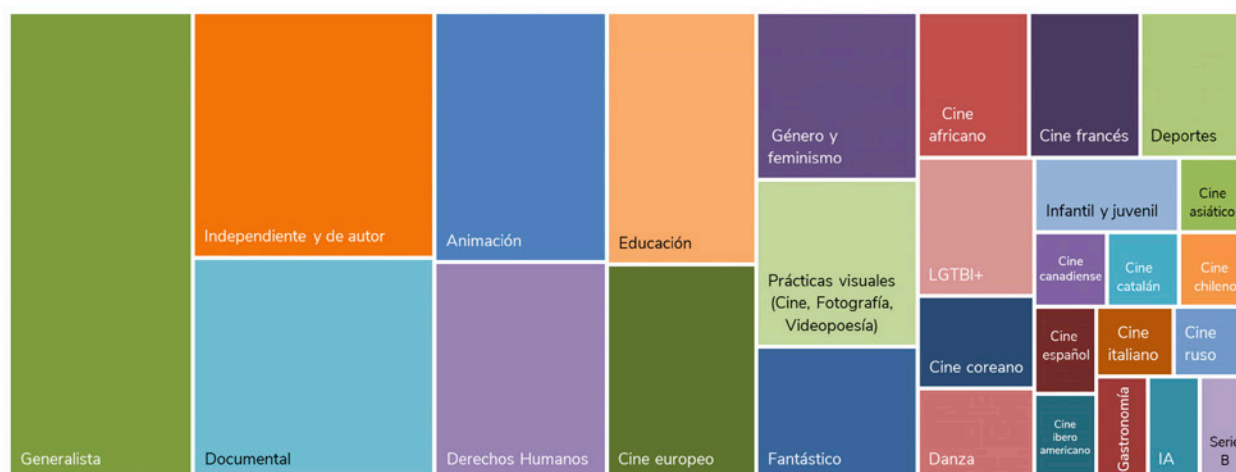 Generalista
Independiente y de autor
Documental
Animación
Derechos Humanos
Educación
Cine europeo
Género y
feminismo
Prácticas visuales
(Cine, Fotografía,
Videopoesía)
Fantástico
Cine
africano
Cine francés
Deportes
LGTBI+
Cine coreano
Danza
Infantil y juvenil
Cine
asiático
Cine
canadiense
Cine
catalán
Cine
chileno
Cine
español
Cine
italiano
Cine
ruso
Cine
ibero
americano
Gastronomía
IA
Serie
B